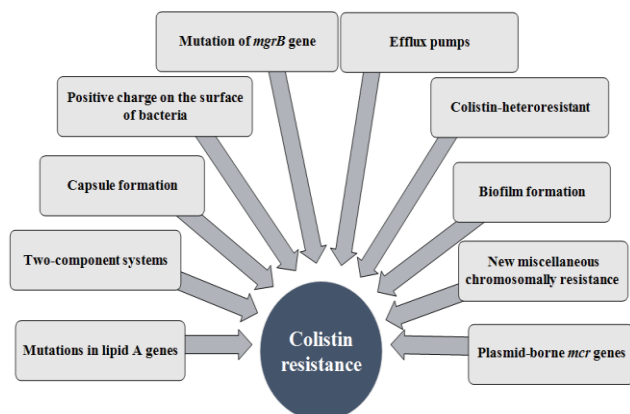 Mutation of mgrB gene
Efflux pumps
Positive charge on the surface
of bacteria
Colistin-heteroresistant
Capsule formation
Biofilm formation
Two-component systems
New miscellaneous
chromosomally resistance
Mutations in lipid A genes
Colistin
resistance
Plasmid-borne mcr genes